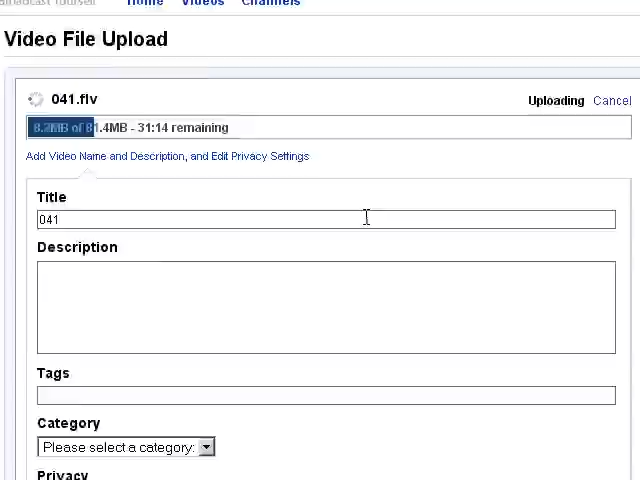 Broadcast Yourself Home Videos Channels
Video File Upload
041.flv
Uploading Cancel
8.2MB of 81.4MB - 31:14 remaining
Add Video Name and Description, and Edit Privacy Settings
Title
041
Description
Tags
Category
Please select a category:
Privacy